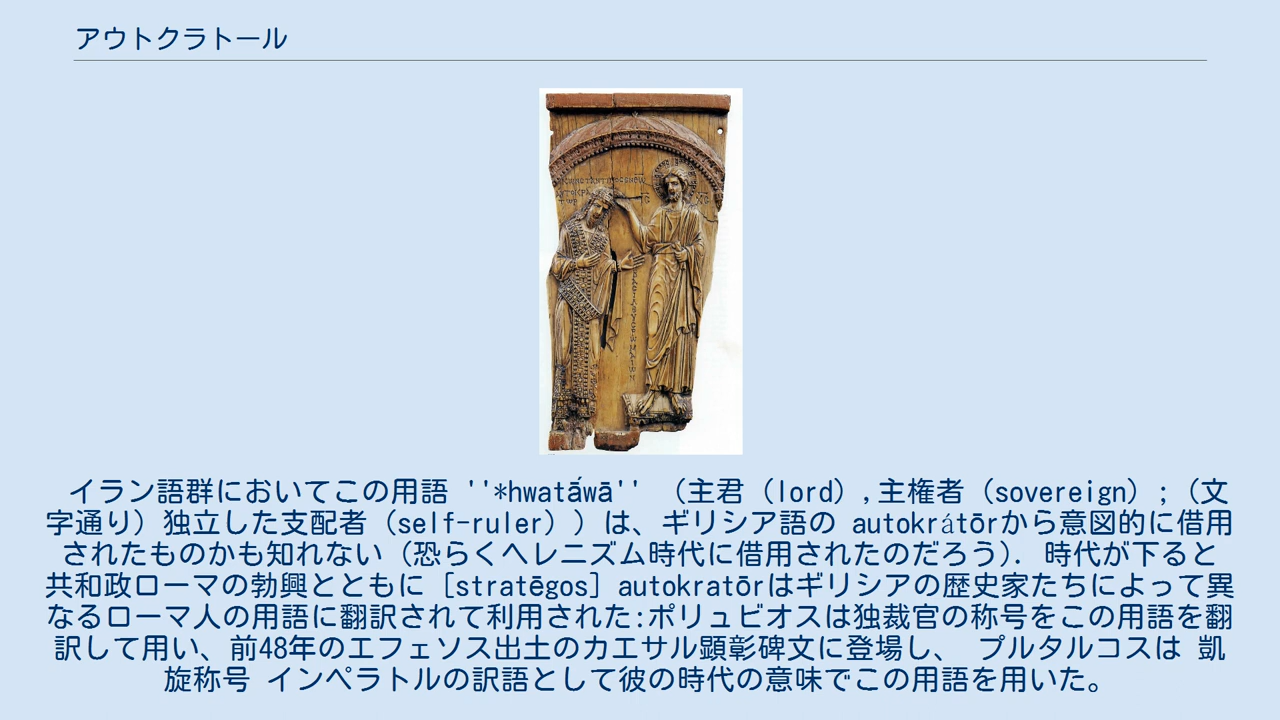 アウトクラトール
イラン語群においてこの用語 ''*hwatā́wā'' （主君（lord）,主権者（sovereign）;（文
字通り）独立した支配者（self-ruler））は、ギリシア語の autokrátōrから意図的に借用
されたものかも知れない（恐らくヘレニズム時代に借用されたのだろう）. 時代が下ると
共和政ローマの勃興とともに［stratēgos］autokratōrはギリシアの歴史家たちによって異
なるローマ人の用語に翻訳されて利用された:ポリュビオスは独裁官の称号をこの用語を翻
訳して用い、前48年のエフェソス出土のカエサル顕彰碑文に登場し、 プルタルコスは 凱
旋称号 インペラトルの訳語として彼の時代の意味でこの用語を用いた。